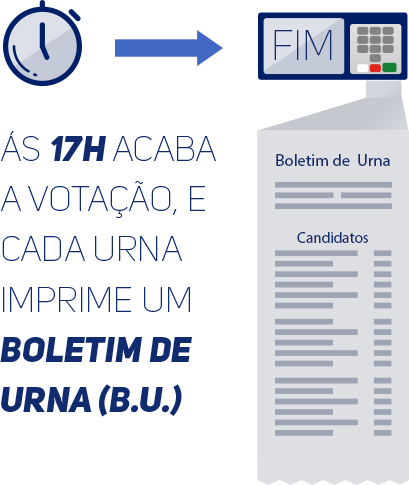 FIM
ÁS 17H ACABA
A VOTAÇÃO, E
CADA URNA
IMPRIME UM
BOLETIM DE
URNA (B.U.)
Boletim de Urna
Candidatos